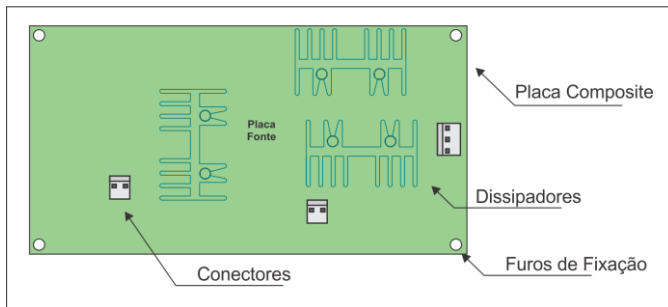 Placa Composite
Placa
Fonte
Dissipadores
Conectores
Furos de Fixação